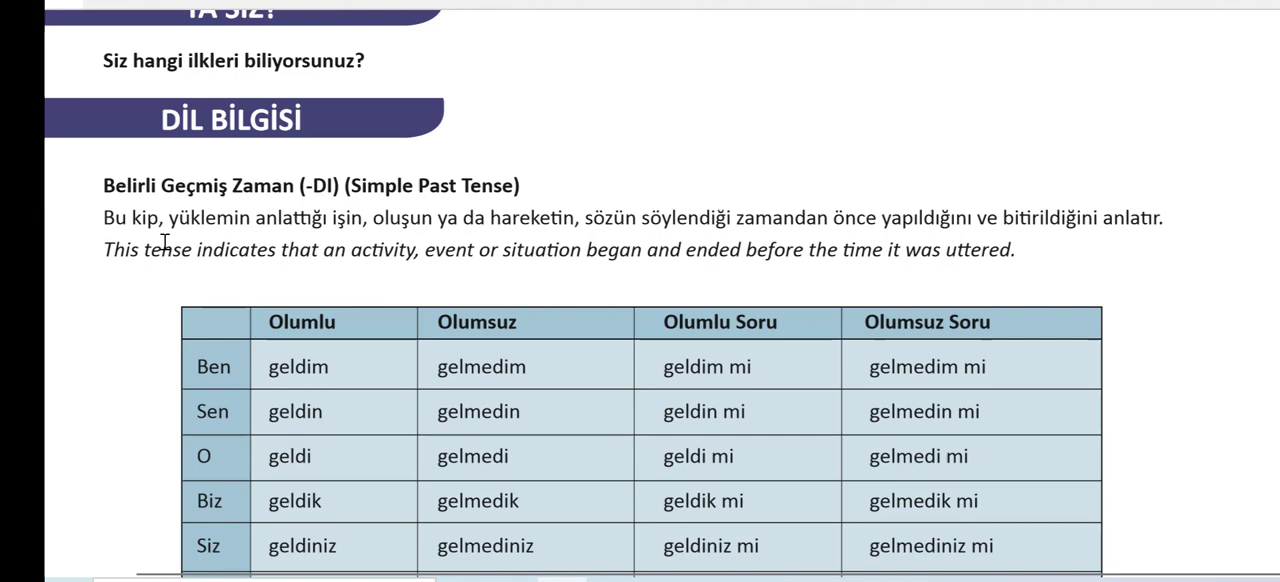 YA SİZ?
Siz hangi ilkleri biliyorsunuz?
DİL BİLGİSİ
Belirli Geçmiş Zaman (-DI) (Simple Past Tense)
Bu kip, yüklemin anlattığı işin, oluşun ya da hareketin, sözün söylendiği zamandan önce yapıldığını ve bitirildiğini anlatır.
This tense indicates that an activity, event or situation began and ended before the time it was uttered.
Olumlu Olumsuz Olumlu Soru Olumsuz Soru
Ben geldim gelmedim geldim mi gelmedim mi
Sen geldin gelmedin geldin mi gelmedin mi
O geldi gelmedi geldi mi gelmedi mi
Biz geldik gelmedik geldik mi gelmedik mi
Siz geldiniz gelmediniz geldiniz mi gelmediniz mi